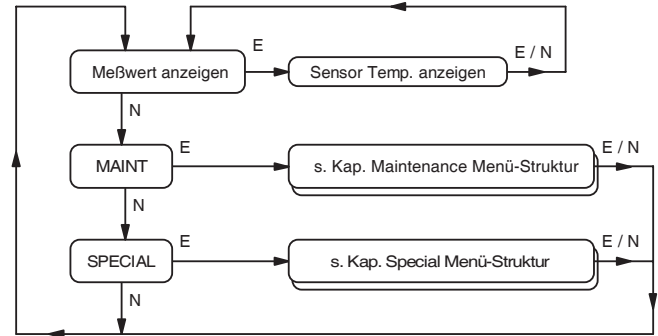 E
E / N
Meßwert anzeigen
Sensor Temp. anzeigen
N
E
E / N
MAINT
s. Kap. Maintenance Menü-Struktur
N
E
E / N
SPECIAL
s. Kap. Special Menü-Struktur
N